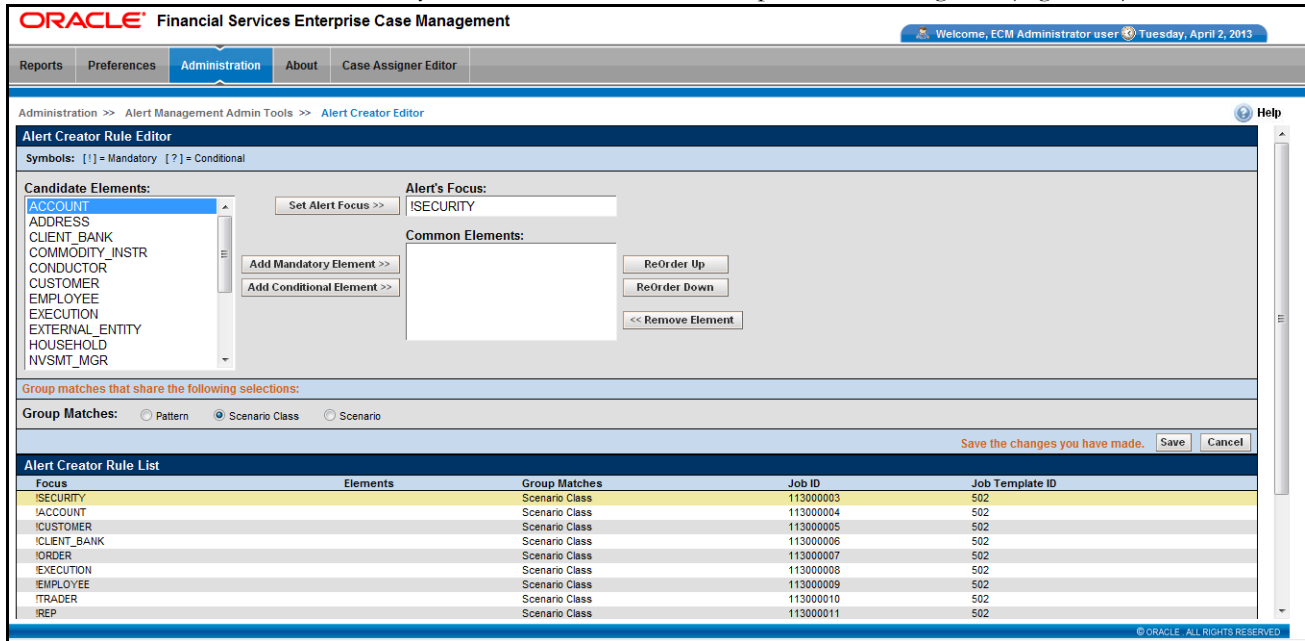 ORACLE® Financial Services Enterprise Case Management
Welcome, ECM Administrator user Tuesday, April 2, 2013
Reports Preferences Administration About Case Assigner Editor
Administration >> Alert Management Admin Tools >> Alert Creator Editor Help
Alert Creator Rule Editor
Symbols: [ ! ] = Mandatory [ ? ] = Conditional
Candidate Elements:
ACCOUNT
ADDRESS
CLIENT_BANK
COMMODITY_INSTR
CONDUCTOR
CUSTOMER
EMPLOYEE
EXECUTION
EXTERNAL_ENTITY
HOUSEHOLD
NVSMT_MGR
Set Alert Focus >>
Add Mandatory Element >>
Add Conditional Element >>
Alert's Focus:
!SECURITY
Common Elements:
ReOrder Up
ReOrder Down
<< Remove Element
Group matches that share the following selections:
Group Matches: Pattern Scenario Class Scenario
Save the changes you have made. Save Cancel
Alert Creator Rule List
Focus Elements Group Matches Job ID Job Template ID
!SECURITY Scenario Class 113000003 502
!ACCOUNT Scenario Class 113000004 502
!CUSTOMER Scenario Class 113000005 502
!CLIENT_BANK Scenario Class 113000006 502
!ORDER Scenario Class 113000007 502
!EXECUTION Scenario Class 113000008 502
!EMPLOYEE Scenario Class 113000009 502
!TRADER Scenario Class 113000010 502
!REP Scenario Class 113000011 502
© ORACLE . ALL RIGHTS RESERVED